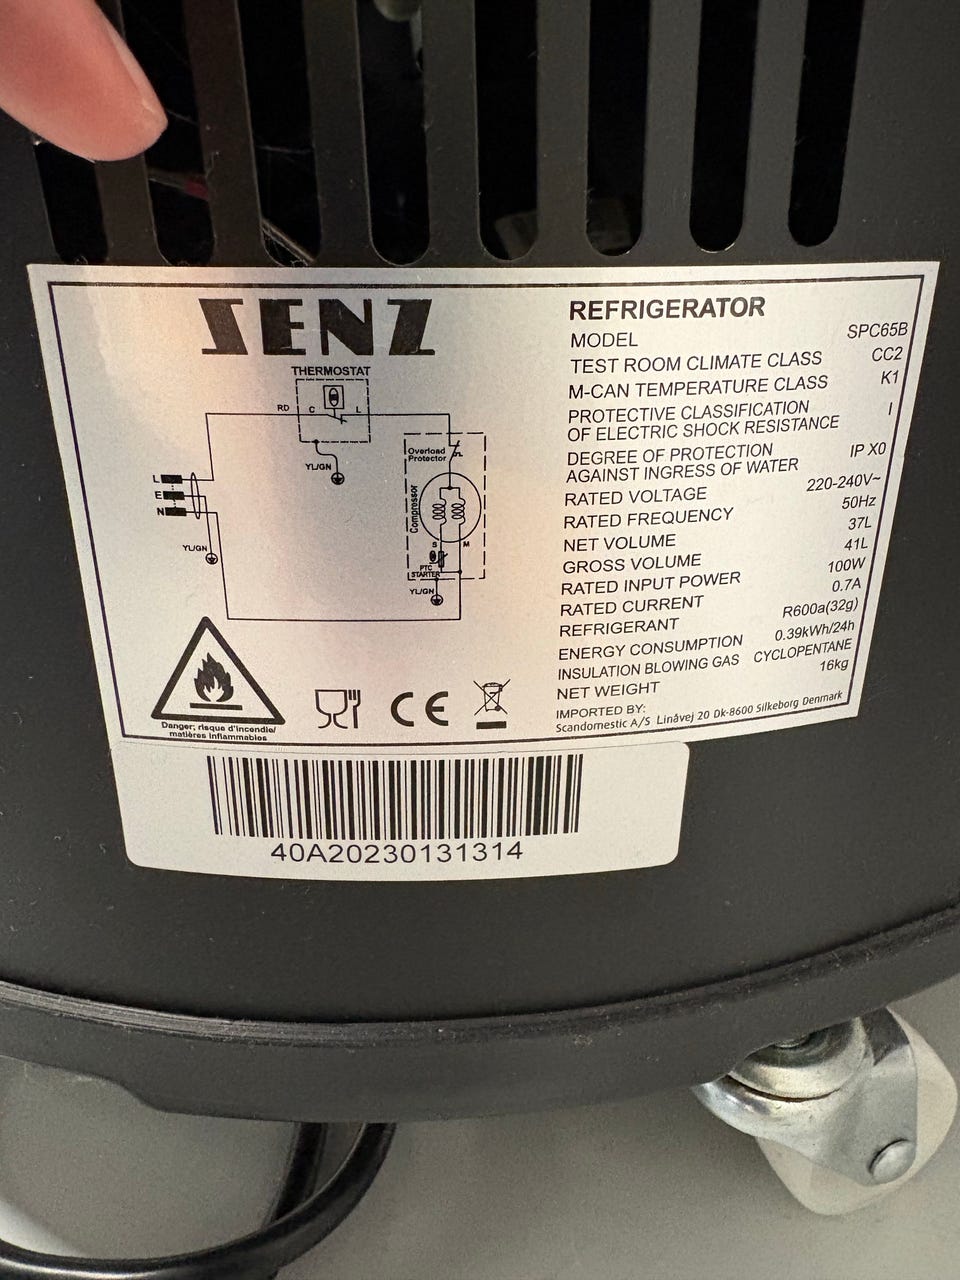 SENZ
THERMOSTAT
RD C L
YL/GN
Overload
Protector
Compressor
L
E
N
YL/GN
S M
PTC
STARTER
YL/GN
Danger; risque d'incendie/
matières inflammables
CE
REFRIGERATOR
MODEL SPC65B
TEST ROOM CLIMATE CLASS CC2
M-CAN TEMPERATURE CLASS K1
PROTECTIVE CLASSIFICATION
OF ELECTRIC SHOCK RESISTANCE I
DEGREE OF PROTECTION
AGAINST INGRESS OF WATER IP X0
RATED VOLTAGE 220-240V~
RATED FREQUENCY 50Hz
NET VOLUME 37L
GROSS VOLUME 41L
RATED INPUT POWER 100W
RATED CURRENT 0.7A
REFRIGERANT R600a(32g)
ENERGY CONSUMPTION 0.39kWh/24h
INSULATION BLOWING GAS CYCLOPENTANE
NET WEIGHT 16kg
IMPORTED BY:
Scandomestic A/S Linåvej 20 Dk-8600 Silkeborg Denmark
40A20230131314